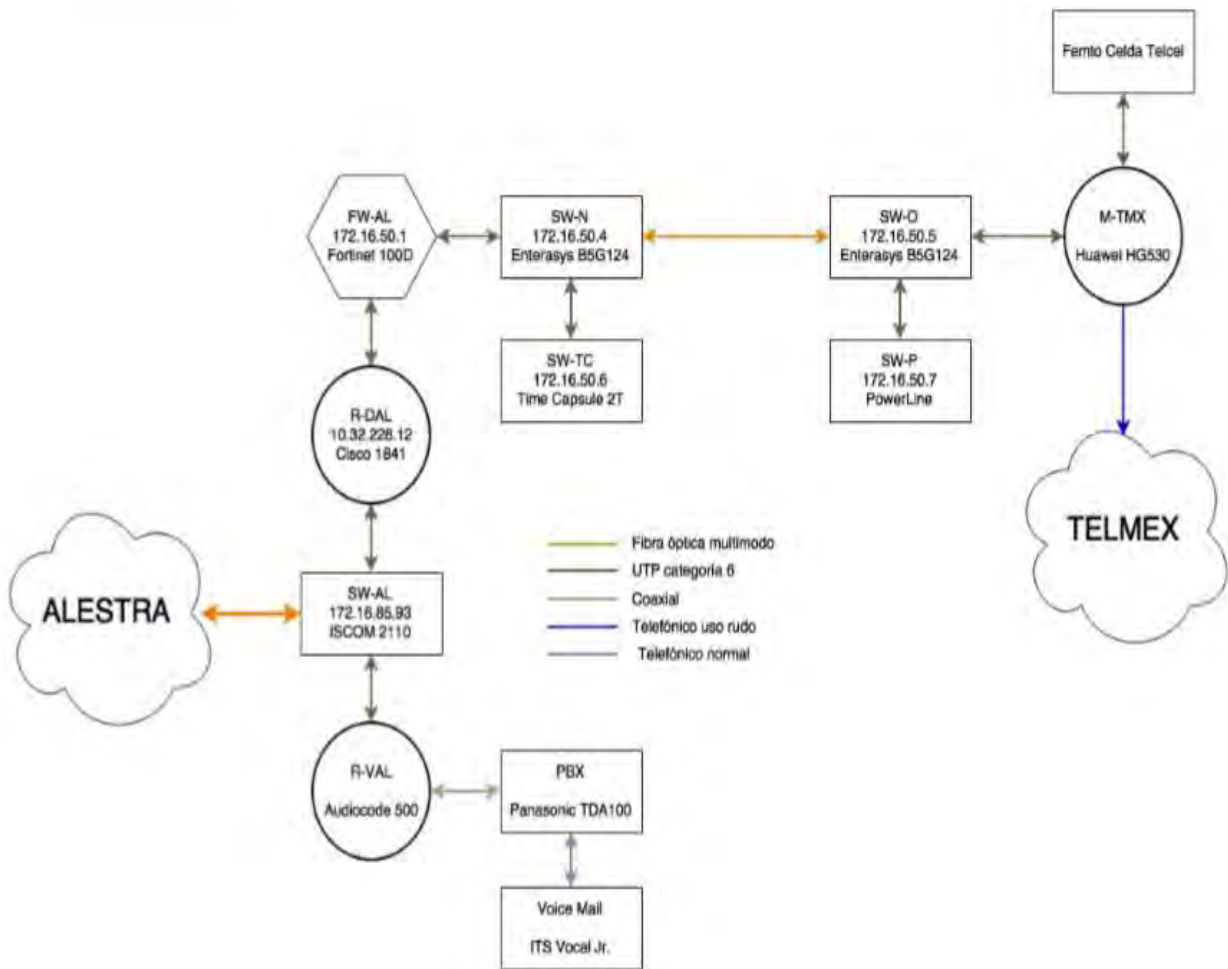 Femto Celda Telcel
FW-AL
172.16.50.1
Fortinet 100D
SW-N
172.16.50.4
Enterasys B5G124
SW-O
172.16.50.5
Enterasys B5G124
M-TMX
Huawei HG530
SW-TC
172.16.50.6
Time Capsule 2T
SW-P
172.16.50.7
PowerLine
R-DAL
10.32.226.12
Cisco 1841
TELMEX
Fibra óptica multimodo
UTP categoria 6
Coaxial
Telefónico uso rudo
Telefónico normal
ALESTRA
SW-AL
172.16.85.93
ISCOM 2110
R-VAL
Audiocode 500
PBX
Panasonic TDA100
Voice Mail
ITS Vocal Jr.